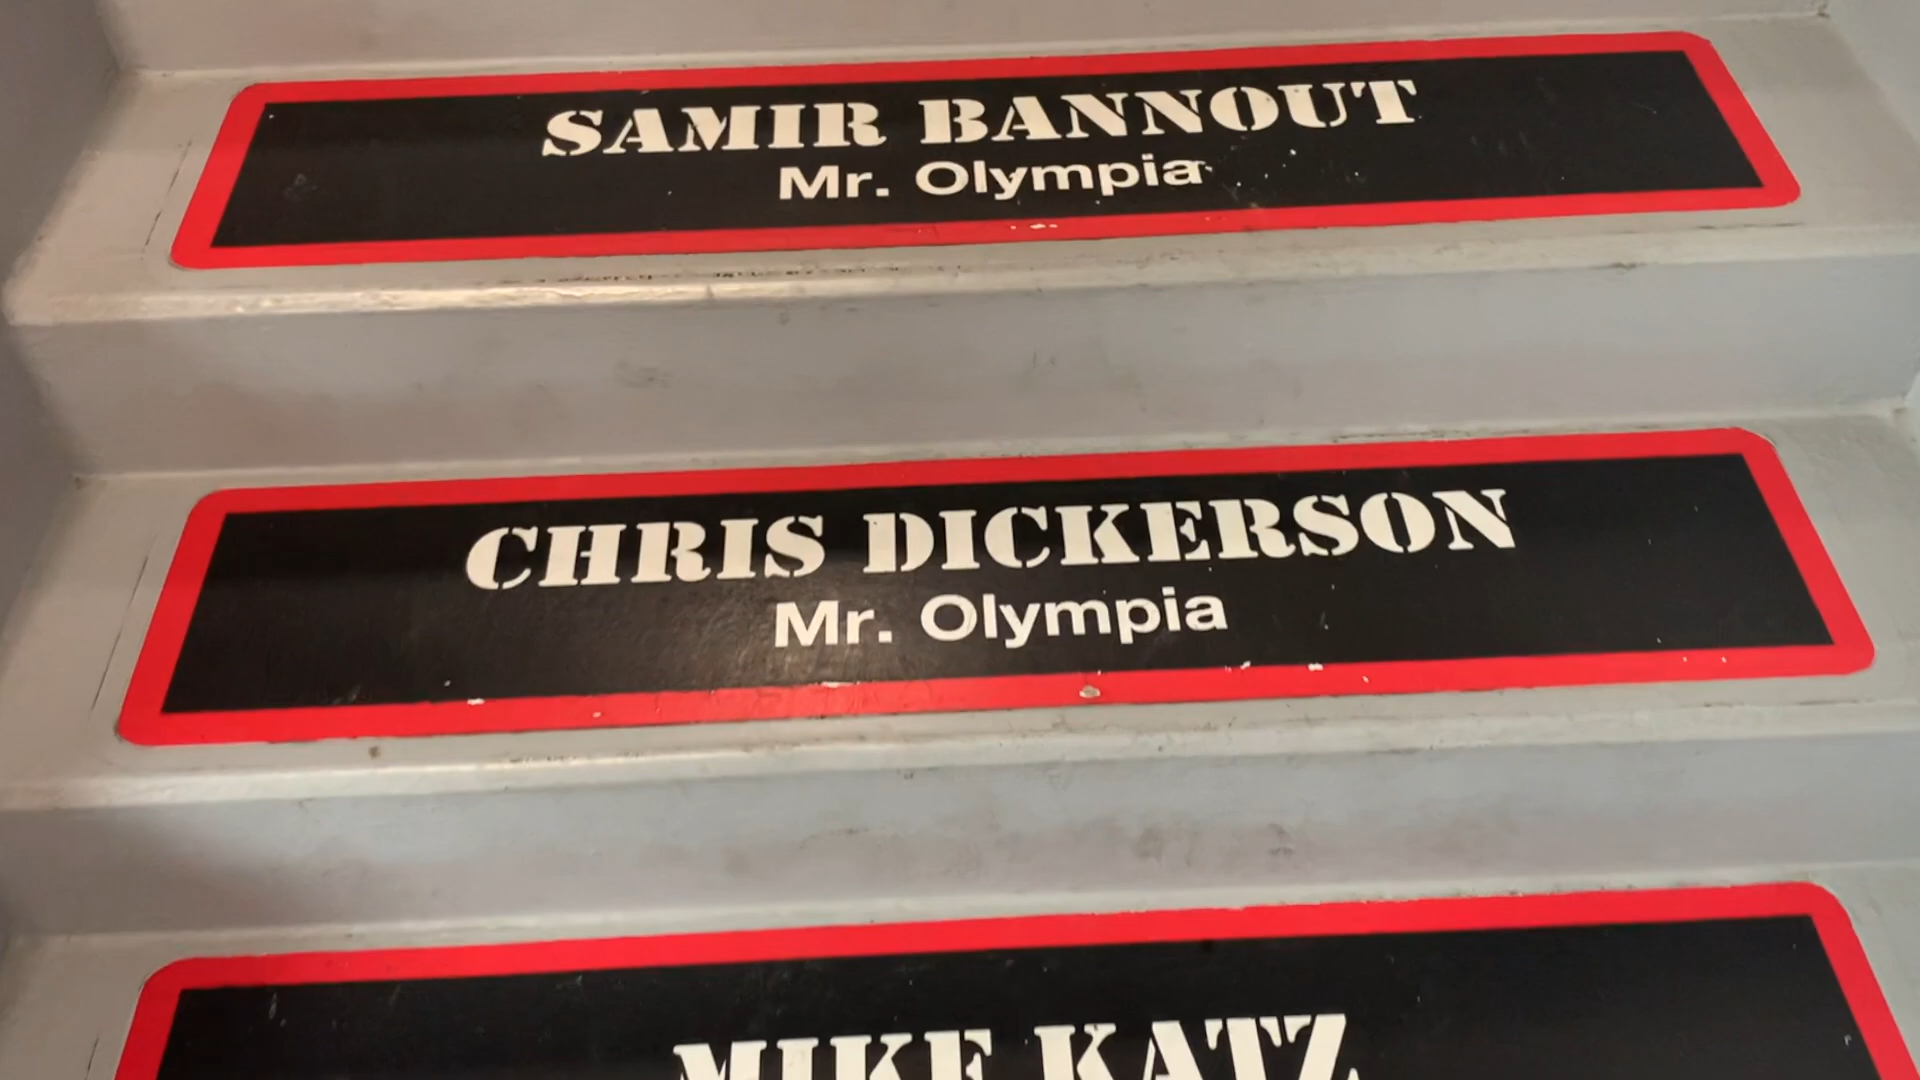 SAMIR BANNOUT
Mr. Olympia
CHRIS DICKERSON
Mr. Olympia
MIKE KATZ